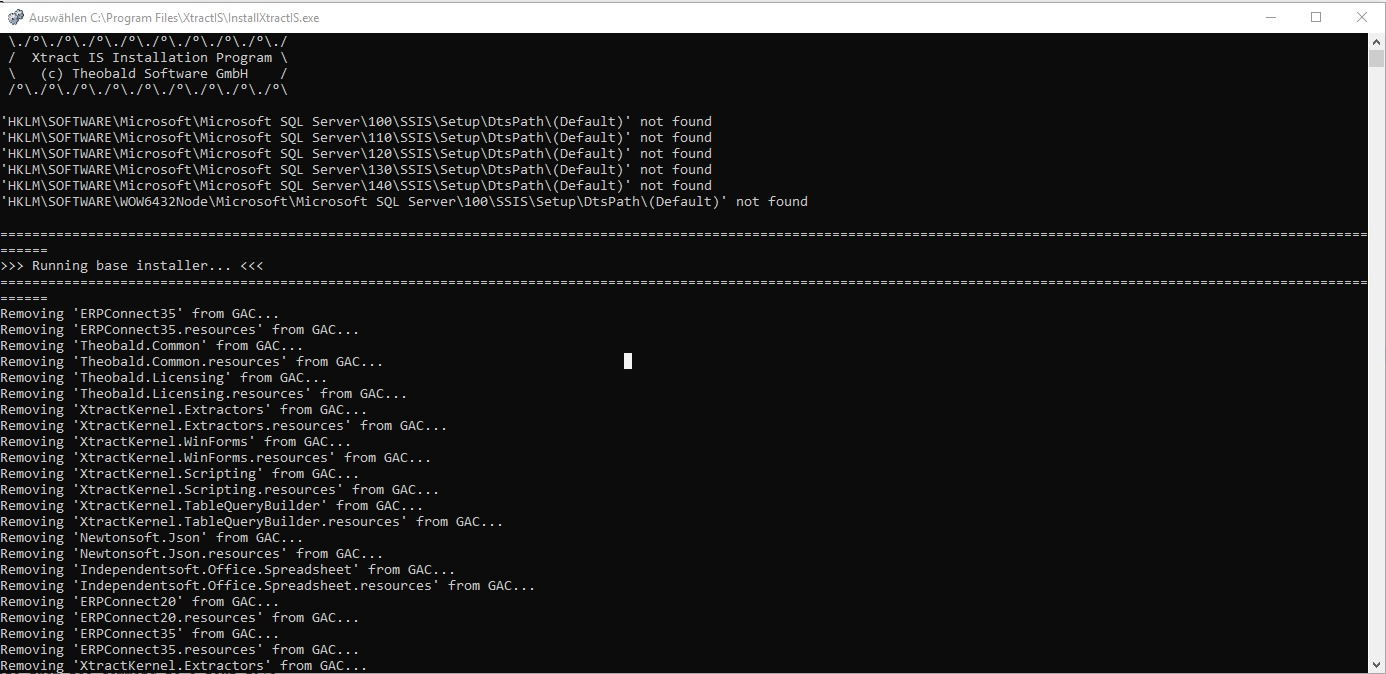 Auswählen C:\Program Files\XtractIS\InstallXtractIS.exe
\./°\./°\./°\./°\./°\./°\./°\./°\./
/  Xtract IS Installation Program \
\   (c) Theobald Software GmbH    /
/°\./°\./°\./°\./°\./°\./°\./°\./°\
'HKLM\SOFTWARE\Microsoft\Microsoft SQL Server\100\SSIS\Setup\DtsPath\(Default)' not found
'HKLM\SOFTWARE\Microsoft\Microsoft SQL Server\110\SSIS\Setup\DtsPath\(Default)' not found
'HKLM\SOFTWARE\Microsoft\Microsoft SQL Server\120\SSIS\Setup\DtsPath\(Default)' not found
'HKLM\SOFTWARE\Microsoft\Microsoft SQL Server\130\SSIS\Setup\DtsPath\(Default)' not found
'HKLM\SOFTWARE\Microsoft\Microsoft SQL Server\140\SSIS\Setup\DtsPath\(Default)' not found
'HKLM\SOFTWARE\WOW6432Node\Microsoft\Microsoft SQL Server\100\SSIS\Setup\DtsPath\(Default)' not found
===========================================================================================================================================================================
======
>>> Running base installer... <<<
===========================================================================================================================================================================
======
Removing 'ERPConnect35' from GAC...
Removing 'ERPConnect35.resources' from GAC...
Removing 'Theobald.Common' from GAC...
Removing 'Theobald.Common.resources' from GAC...
Removing 'Theobald.Licensing' from GAC...
Removing 'Theobald.Licensing.resources' from GAC...
Removing 'XtractKernel.Extractors' from GAC...
Removing 'XtractKernel.Extractors.resources' from GAC...
Removing 'XtractKernel.WinForms' from GAC...
Removing 'XtractKernel.WinForms.resources' from GAC...
Removing 'XtractKernel.Scripting' from GAC...
Removing 'XtractKernel.Scripting.resources' from GAC...
Removing 'XtractKernel.TableQueryBuilder' from GAC...
Removing 'XtractKernel.TableQueryBuilder.resources' from GAC...
Removing 'Newtonsoft.Json' from GAC...
Removing 'Newtonsoft.Json.resources' from GAC...
Removing 'Independentsoft.Office.Spreadsheet' from GAC...
Removing 'Independentsoft.Office.Spreadsheet.resources' from GAC...
Removing 'ERPConnect20' from GAC...
Removing 'ERPConnect20.resources' from GAC...
Removing 'ERPConnect35' from GAC...
Removing 'ERPConnect35.resources' from GAC...
Removing 'XtractKernel.Extractors' from GAC...